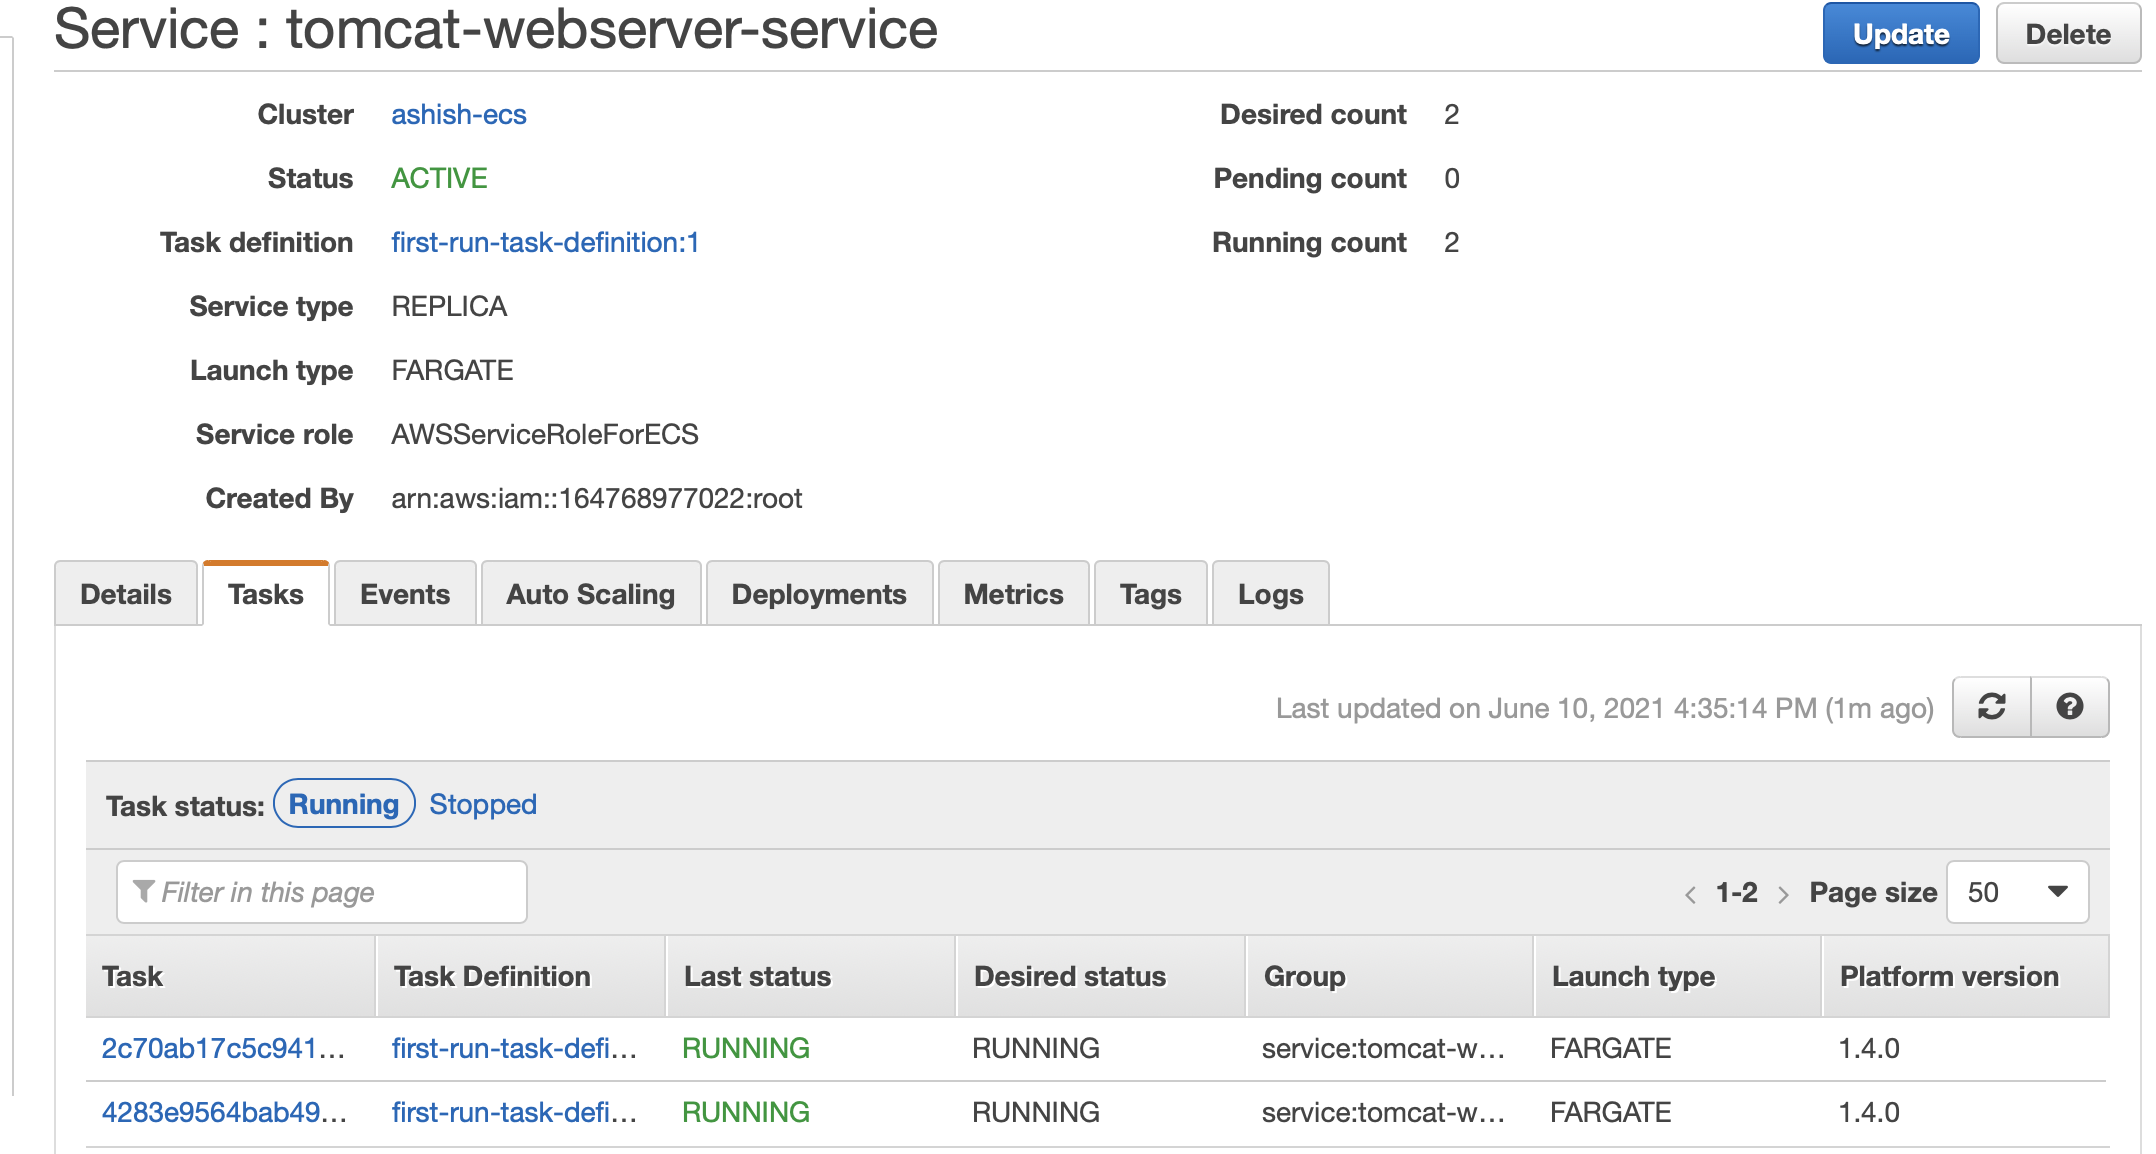 Service : tomcat-webserver-service
Update Delete
Cluster ashish-ecs Desired count 2
Status ACTIVE Pending count 0
Task definition first-run-task-definition:1 Running count 2
Service type REPLICA
Launch type FARGATE
Service role AWSServiceRoleForECS
Created By arn:aws:iam::164768977022:root
Details Tasks Events Auto Scaling Deployments Metrics Tags Logs
Last updated on June 10, 2021 4:35:14 PM (1m ago)
Task status: Running Stopped
Filter in this page < 1-2 > Page size 50
Task Task Definition Last status Desired status Group Launch type Platform version
2c70ab17c5c941... first-run-task-defi... RUNNING RUNNING service:tomcat-w... FARGATE 1.4.0
4283e9564bab49... first-run-task-defi... RUNNING RUNNING service:tomcat-w... FARGATE 1.4.0